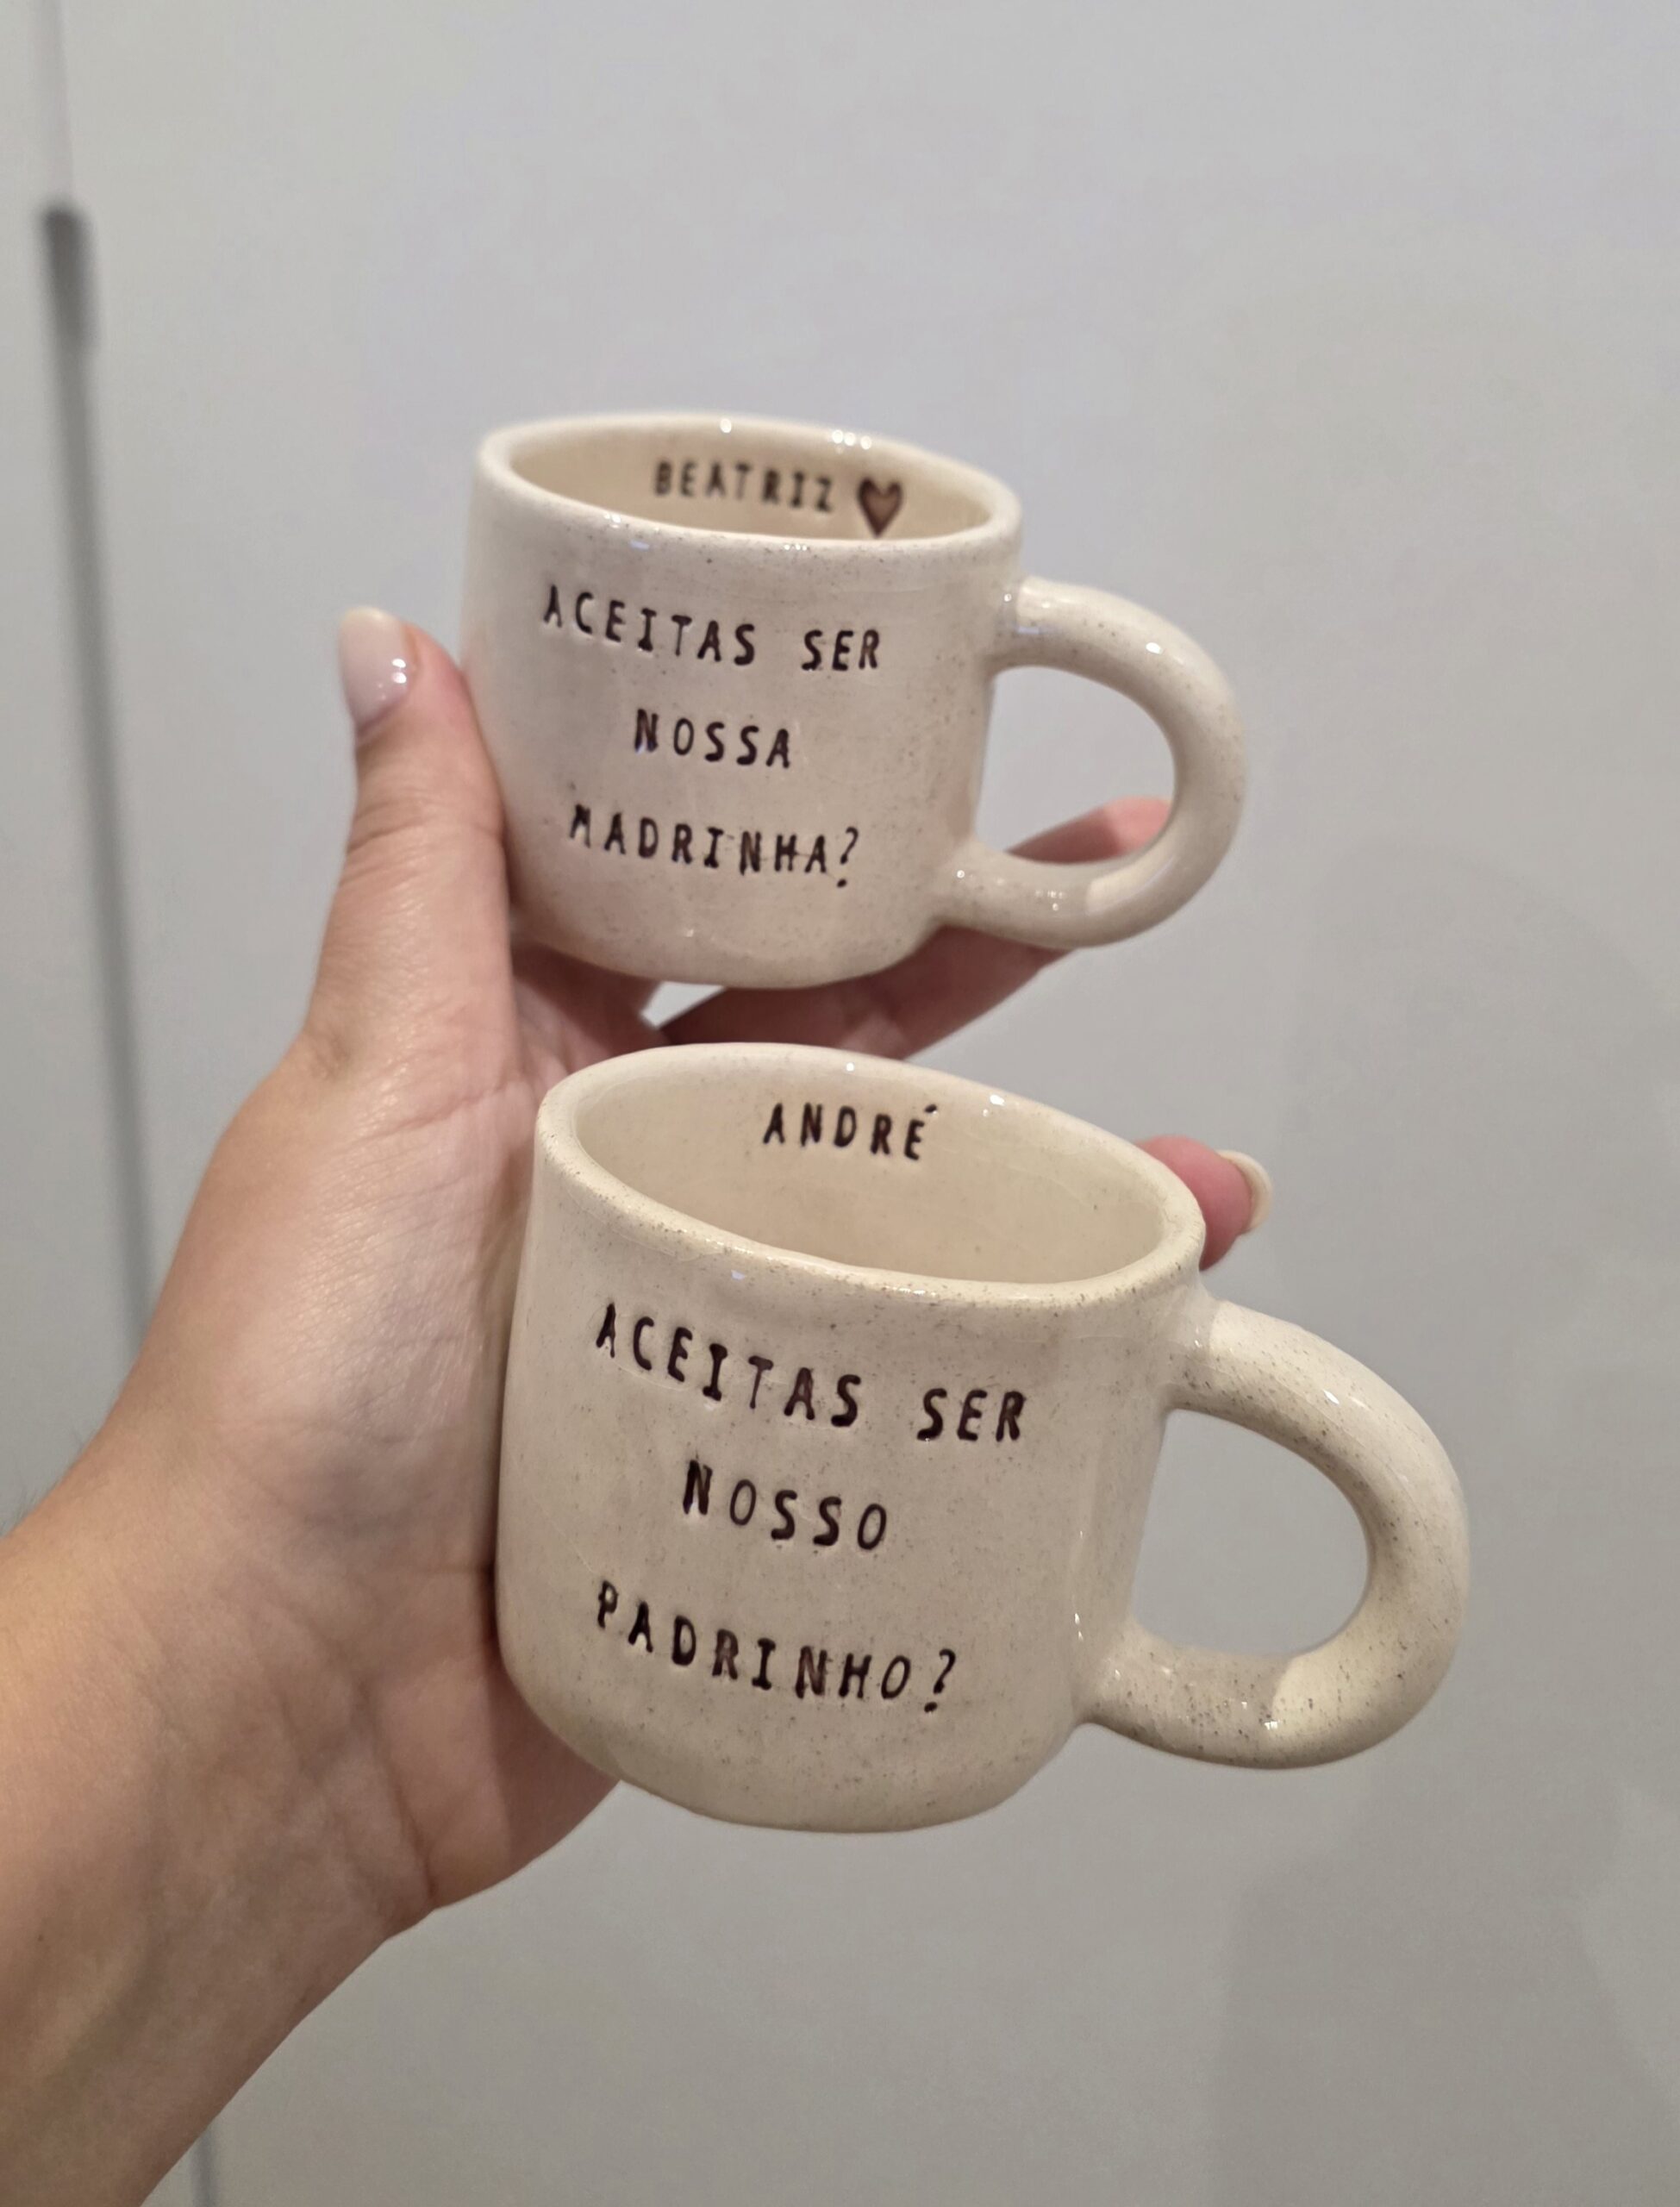 BEATRIZ ♥
ACEITAS SER
NOSSA
MADRINHA?
ANDRÉ
ACEITAS SER
NOSSO
PADRINHO?